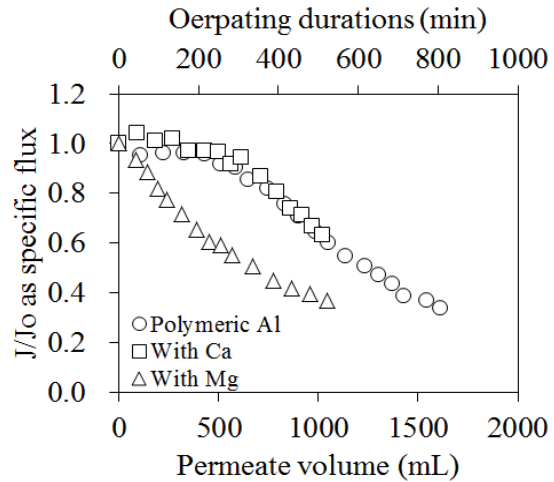 Oerpating durations (min)
0 200 400 600 800 1000
J/Jo as specific flux
1.2
1.0
0.8
0.6
0.4
0.2
0.0
Polymeric Al
With Ca
With Mg
0 500 1000 1500 2000
Permeate volume (mL)